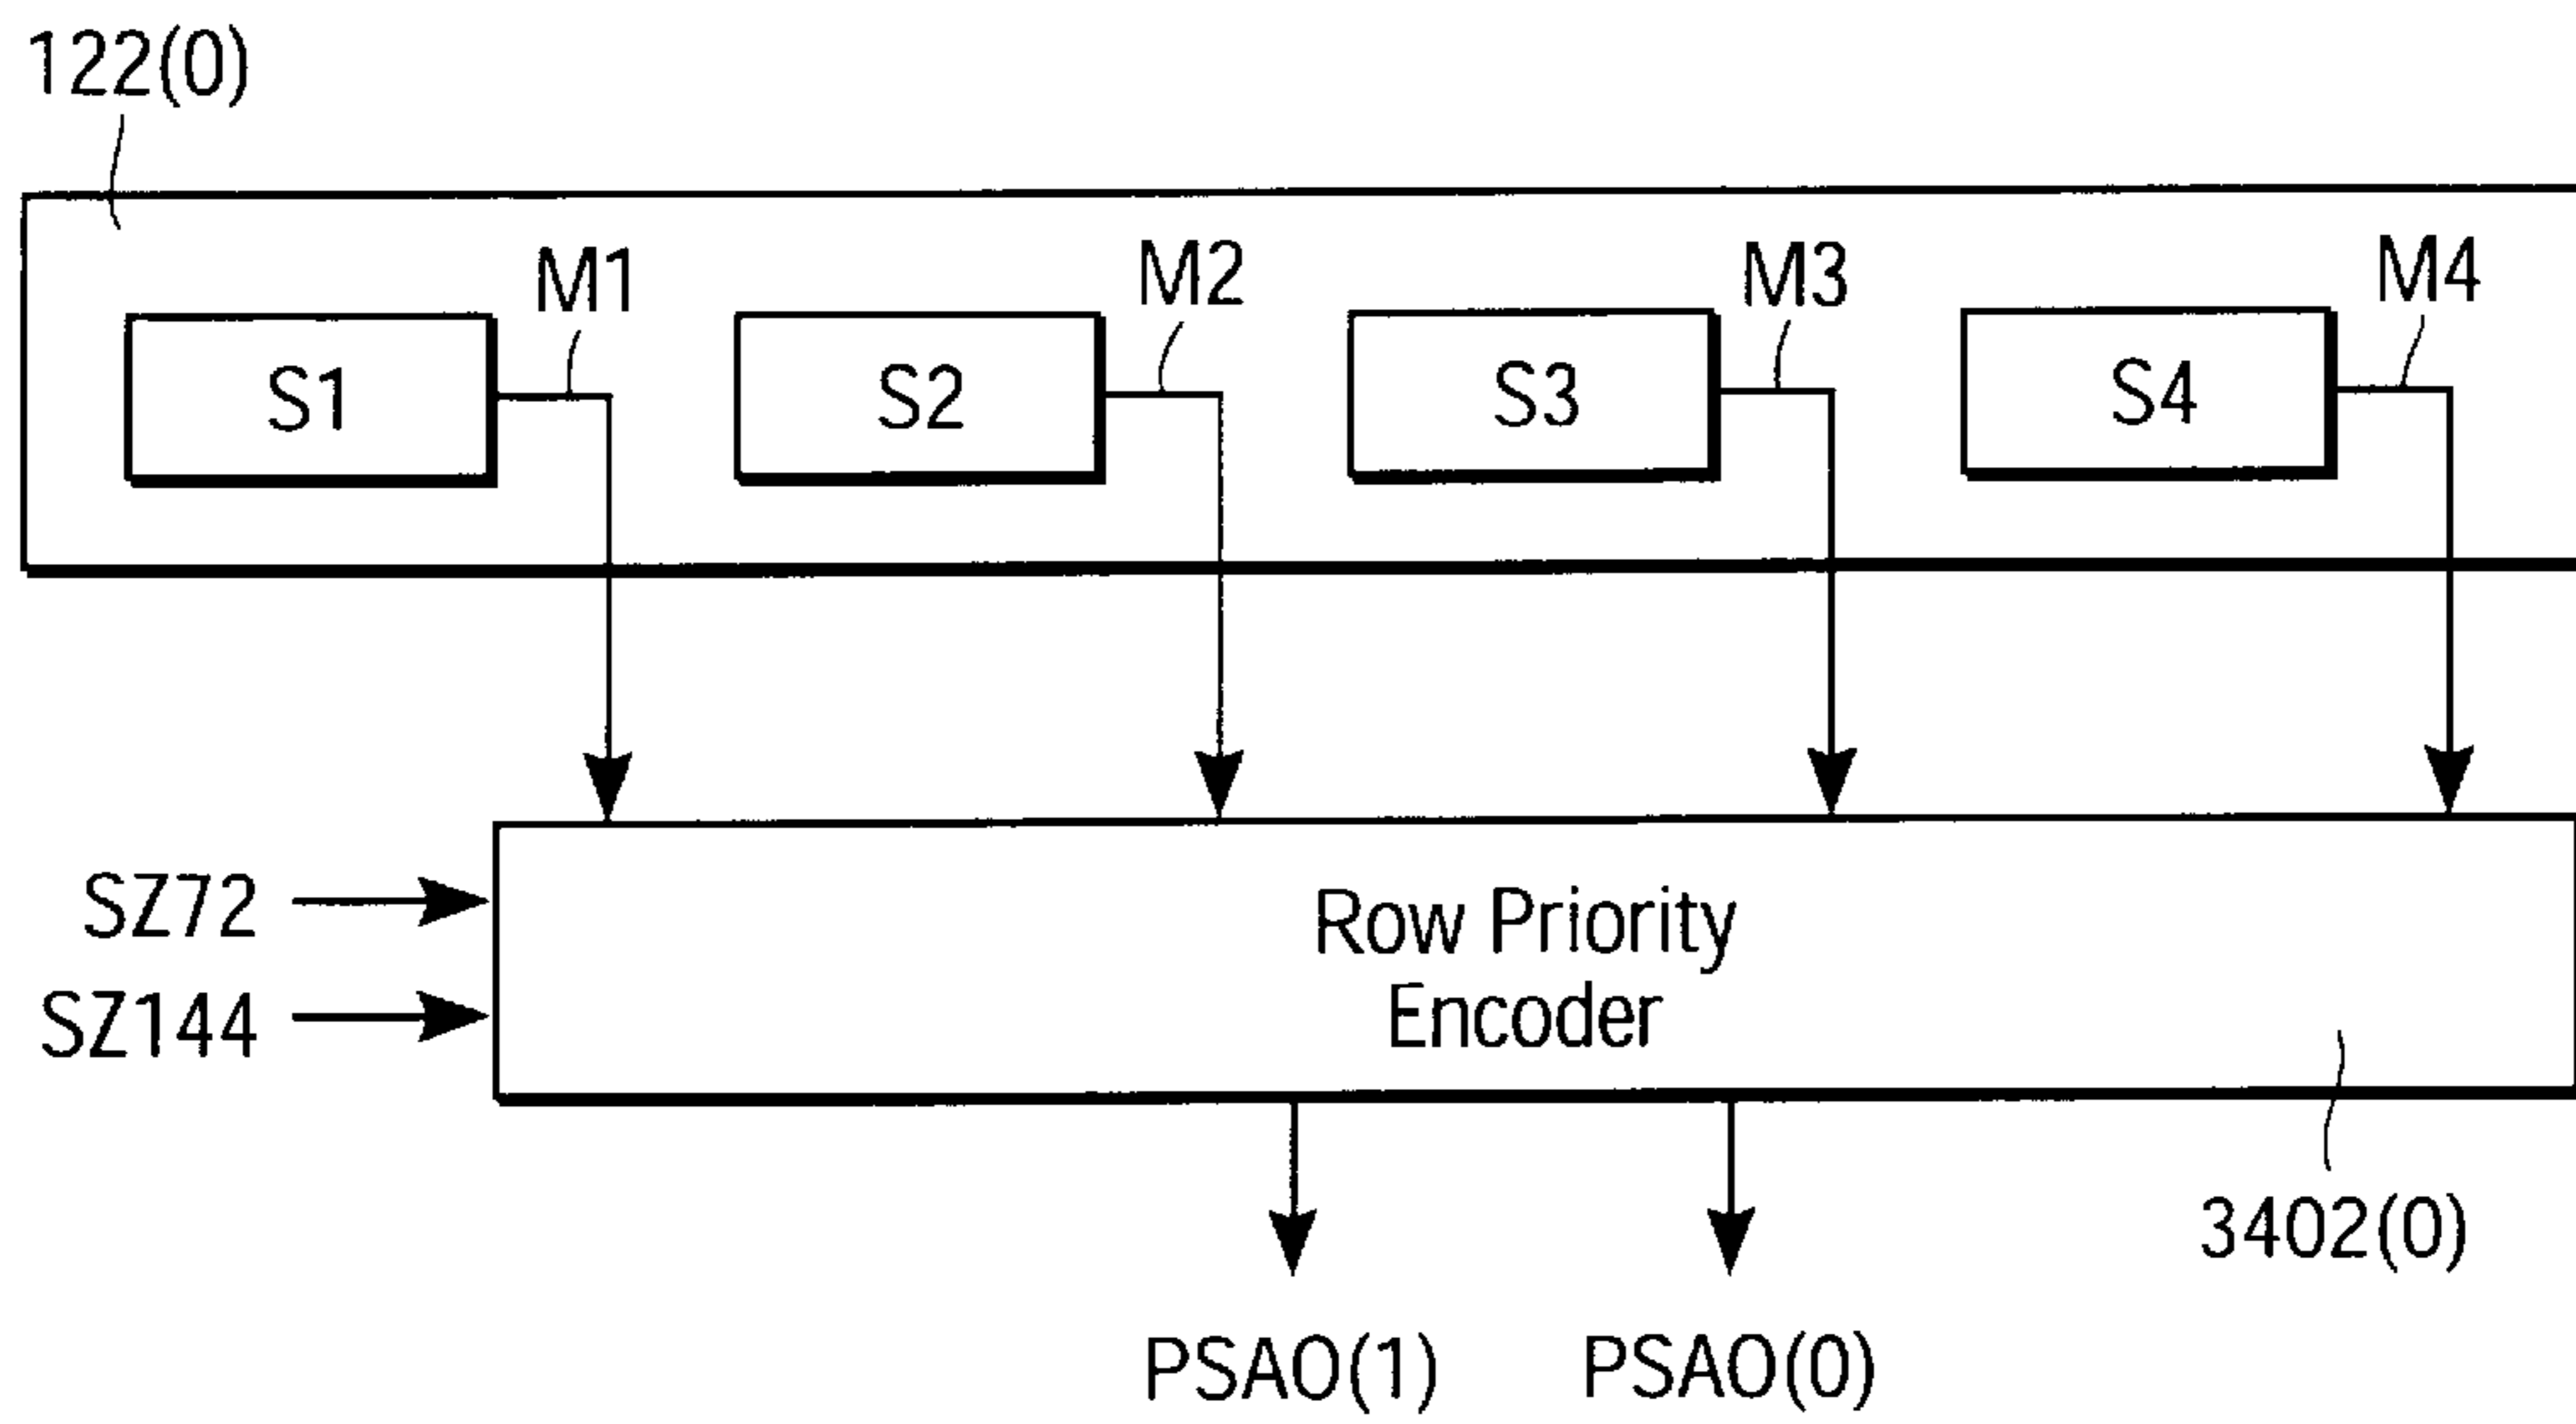 122(0)
M1 M2 M3 M4
S1 S2 S3 S4
SZ72
SZ144
Row Priority
Encoder
3402(0)
PSAO(1) PSAO(0)